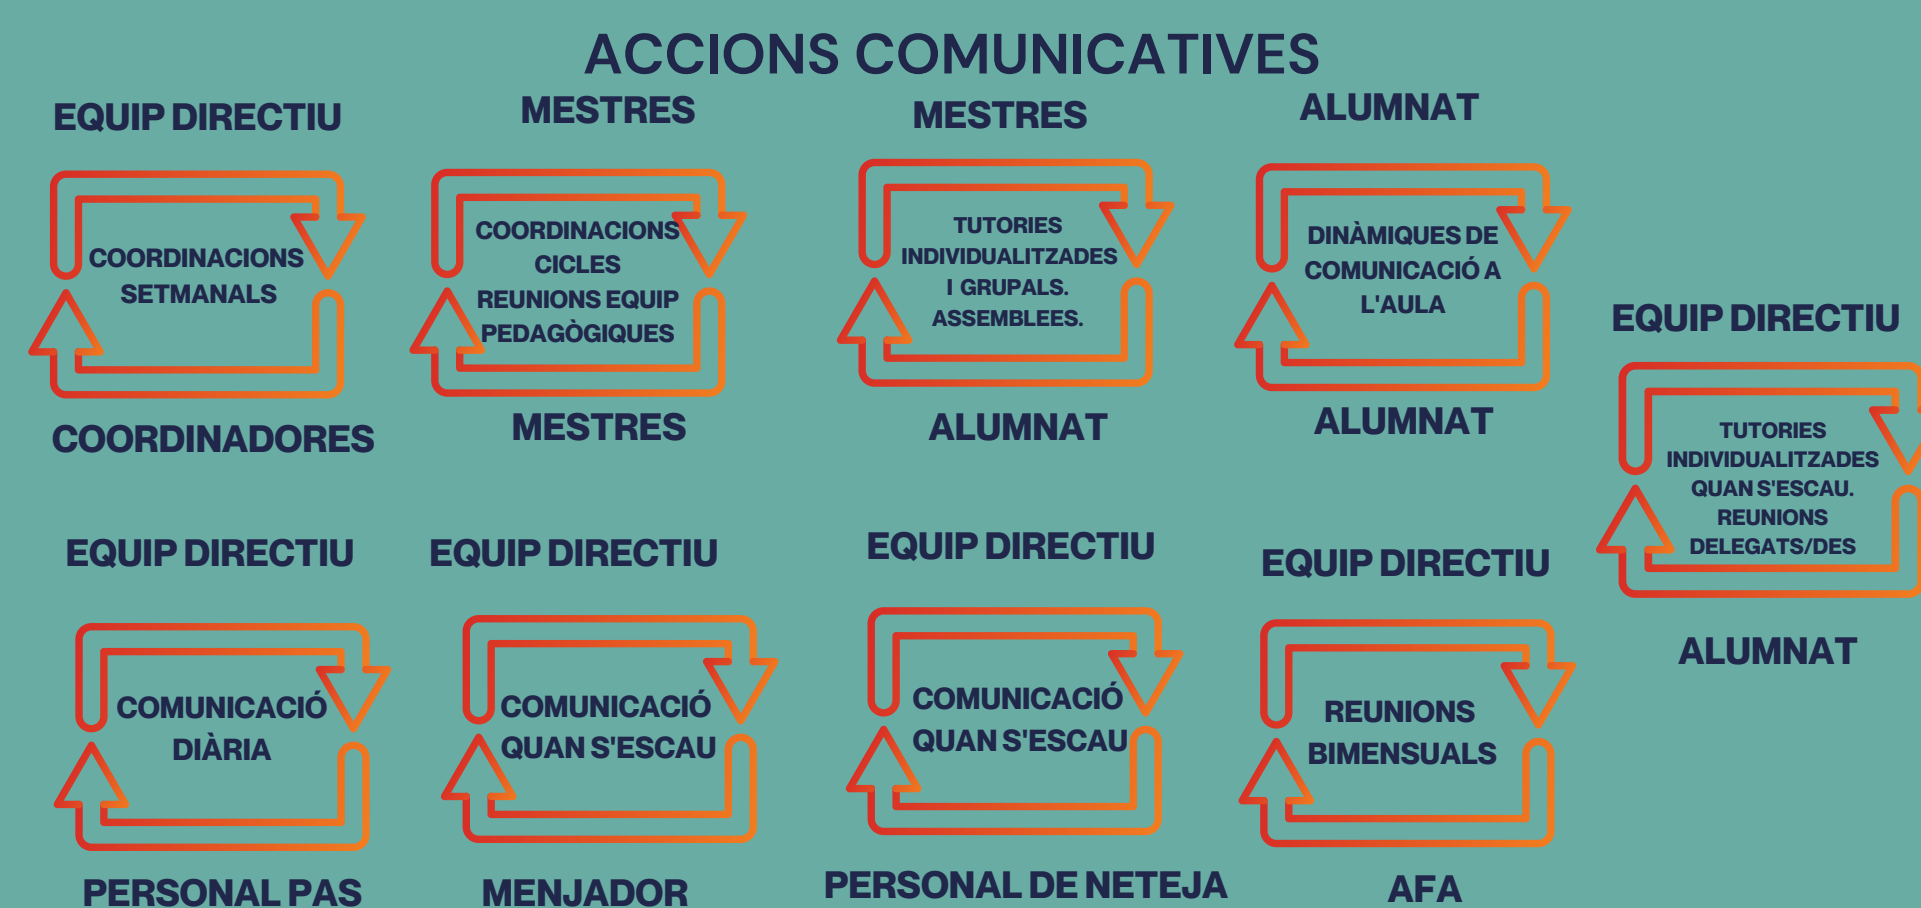 ACCIONS COMUNICATIVES
EQUIP DIRECTIU
COORDINACIONS
SETMANALS
COORDINADORES
MESTRES
COORDINACIONS
CICLES
REUNIONS EQUIP
PEDAGÒGIQUES
MESTRES
MESTRES
TUTORIES
INDIVIDUALITZADES
I GRUPALS.
ASSEMBLEES.
ALUMNAT
ALUMNAT
DINÀMIQUES DE
COMUNICACIÓ A
L'AULA
ALUMNAT
EQUIP DIRECTIU
TUTORIES
INDIVIDUALITZADES
QUAN S'ESCAU.
REUNIONS
DELEGATS/DES
ALUMNAT
EQUIP DIRECTIU
COMUNICACIÓ
DIÀRIA
PERSONAL PAS
EQUIP DIRECTIU
COMUNICACIÓ
QUAN S'ESCAU
MENJADOR
EQUIP DIRECTIU
COMUNICACIÓ
QUAN S'ESCAU
PERSONAL DE NETEJA
EQUIP DIRECTIU
REUNIONS
BIMENSUALS
AFA